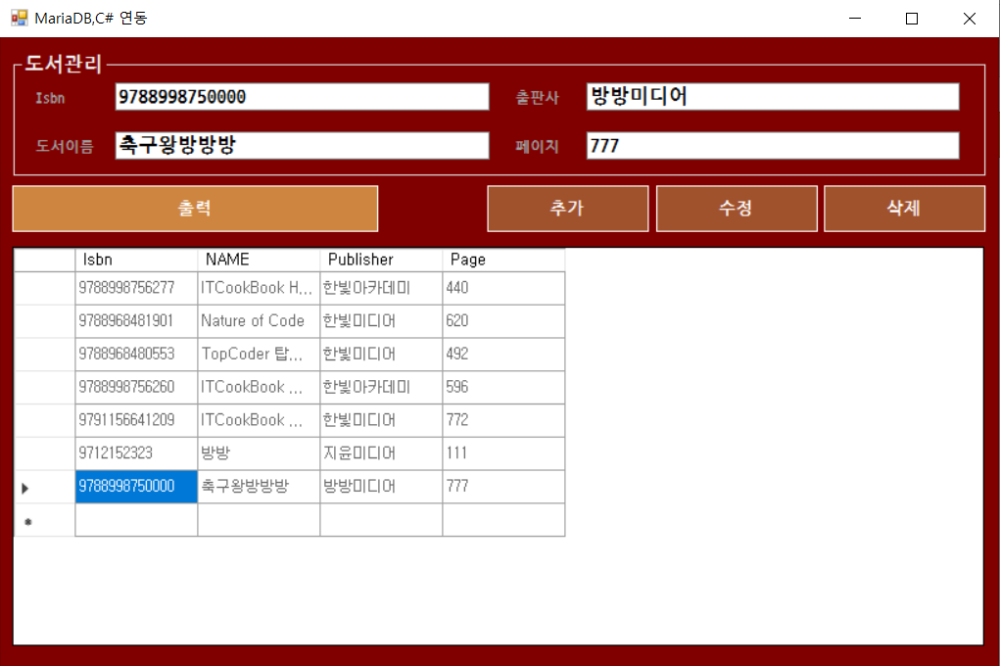 MariaDB,C# 연동
도서관리
Isbn 9788998750000 출판사 방방미디어
도서이름 축구왕방방방 페이지 777
출력 추가 수정 삭제
Isbn NAME Publisher Page
9788998756277 ITCookBook H... 한빛아카데미 440
9788968481901 Nature of Code 한빛미디어 620
9788968480553 TopCoder 탑... 한빛미디어 492
9788998756260 ITCookBook ... 한빛아카데미 596
9791156641209 ITCookBook ... 한빛미디어 772
9712152323 방방 지윤미디어 111
9788998750000 축구왕방방방 방방미디어 777